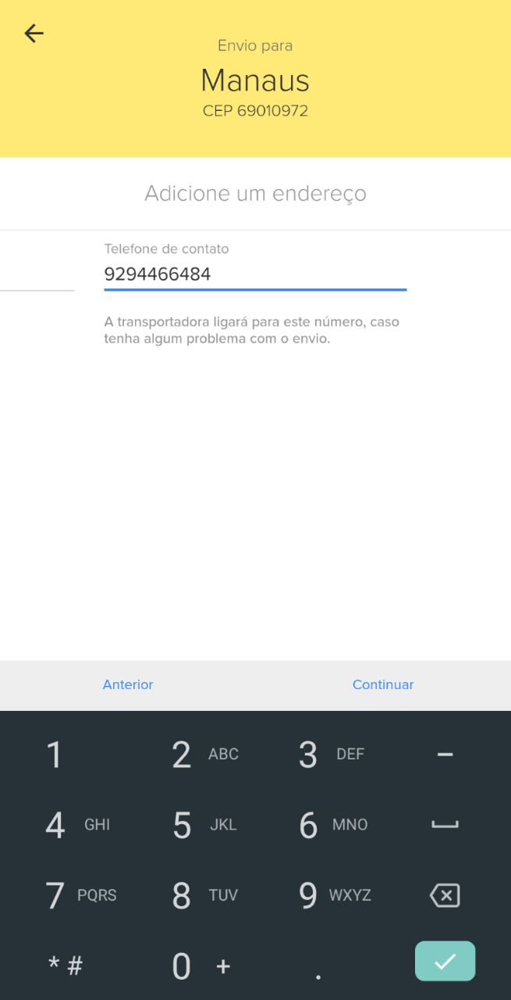 Envio para
Manaus
CEP 69010972
Adicione um endereço
Telefone de contato
9294466484
A transportadora ligará para este número, caso
tenha algum problema com o envio.
Anterior Continuar
1 2 ABC 3 DEF –
4 GHI 5 JKL 6 MNO
7 PQRS 8 TUV 9 WXYZ
* # 0 + .